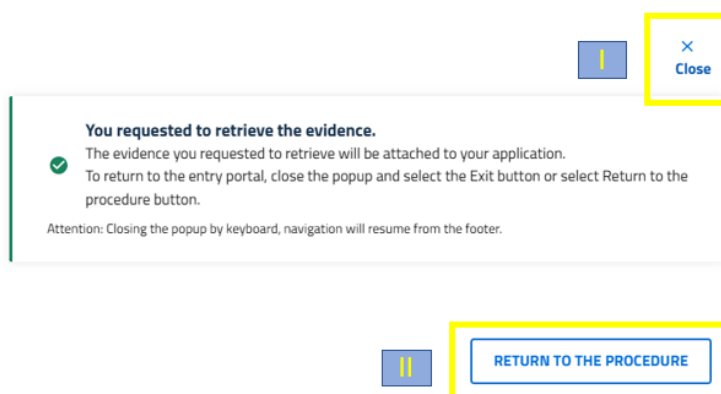 I
Close
You requested to retrieve the evidence.
The evidence you requested to retrieve will be attached to your application.
To return to the entry portal, close the popup and select the Exit button or select Return to the
procedure button.
Attention: Closing the popup by keyboard, navigation will resume from the footer.
II
RETURN TO THE PROCEDURE